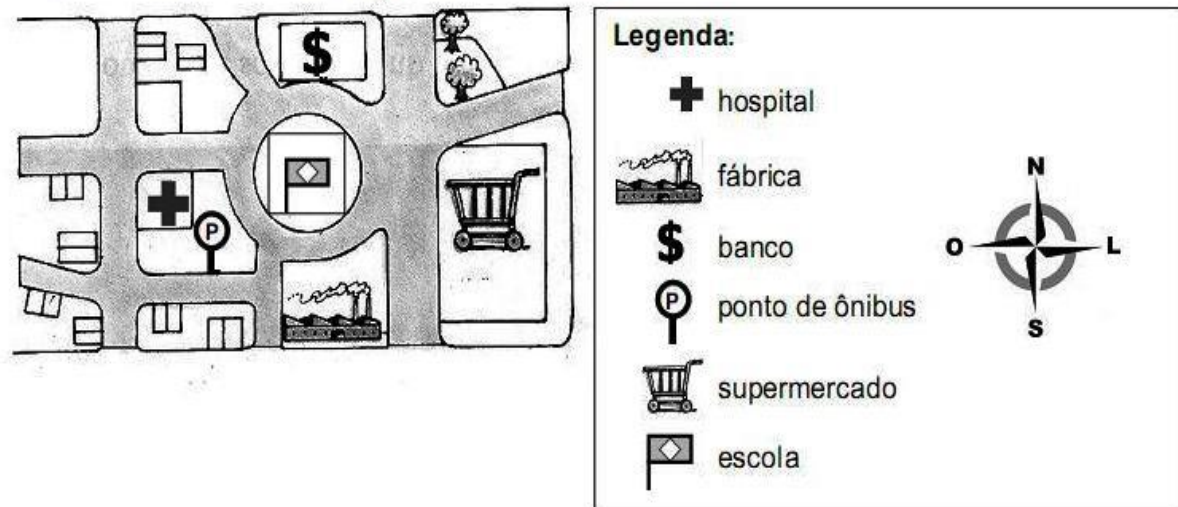 $
P
Legenda:
hospital
fábrica
$ banco
P ponto de ônibus
supermercado
escola
N
O L
S